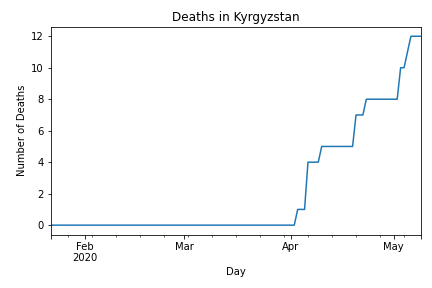 Deaths in Kyrgyzstan
Number of Deaths
12
10
8
6
4
2
0
Feb
2020
Mar
Apr
May
Day